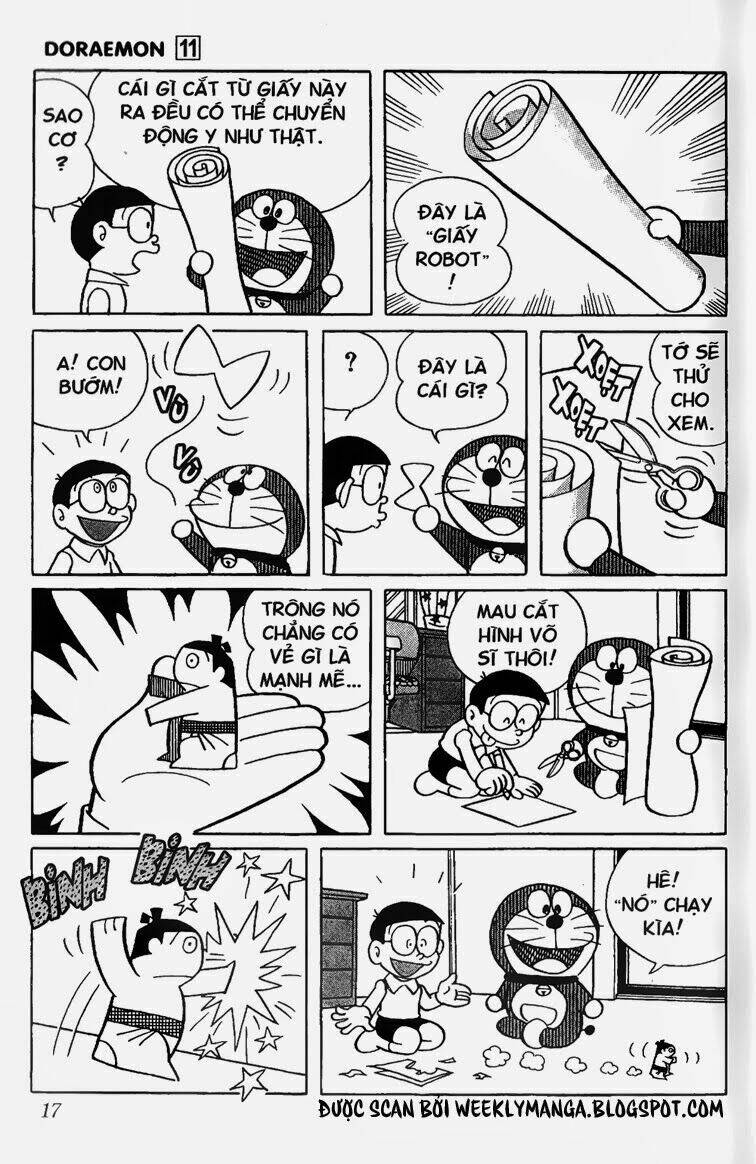 DORAEMON 11
ĐÂY LÀ
"GIẤY
ROBOT"
!
CÁI GÌ CẮT TỪ GIẤY NÀY
RA ĐỀU CÓ THỂ CHUYỂN
ĐỘNG Y NHƯ THẬT.
SAO
CƠ
?
TỚ SẼ
THỬ
CHO
XEM.
XOẸT
XOẸT
ĐÂY LÀ
CÁI GÌ?
?
VÙ
VÙ
A! CON
BƯỚM!
MAU CẮT
HÌNH VÕ
SĨ THÔI!
TRÔNG NÓ
CHẲNG CÓ
VẺ GÌ LÀ
MẠNH MẼ...
HÊ!
"NÓ" CHẠY
KÌA!
BỊNH
BỊNH
17
ĐƯỢC SCAN BỞI WEEKLYMANGA.BLOGSPOT.COM